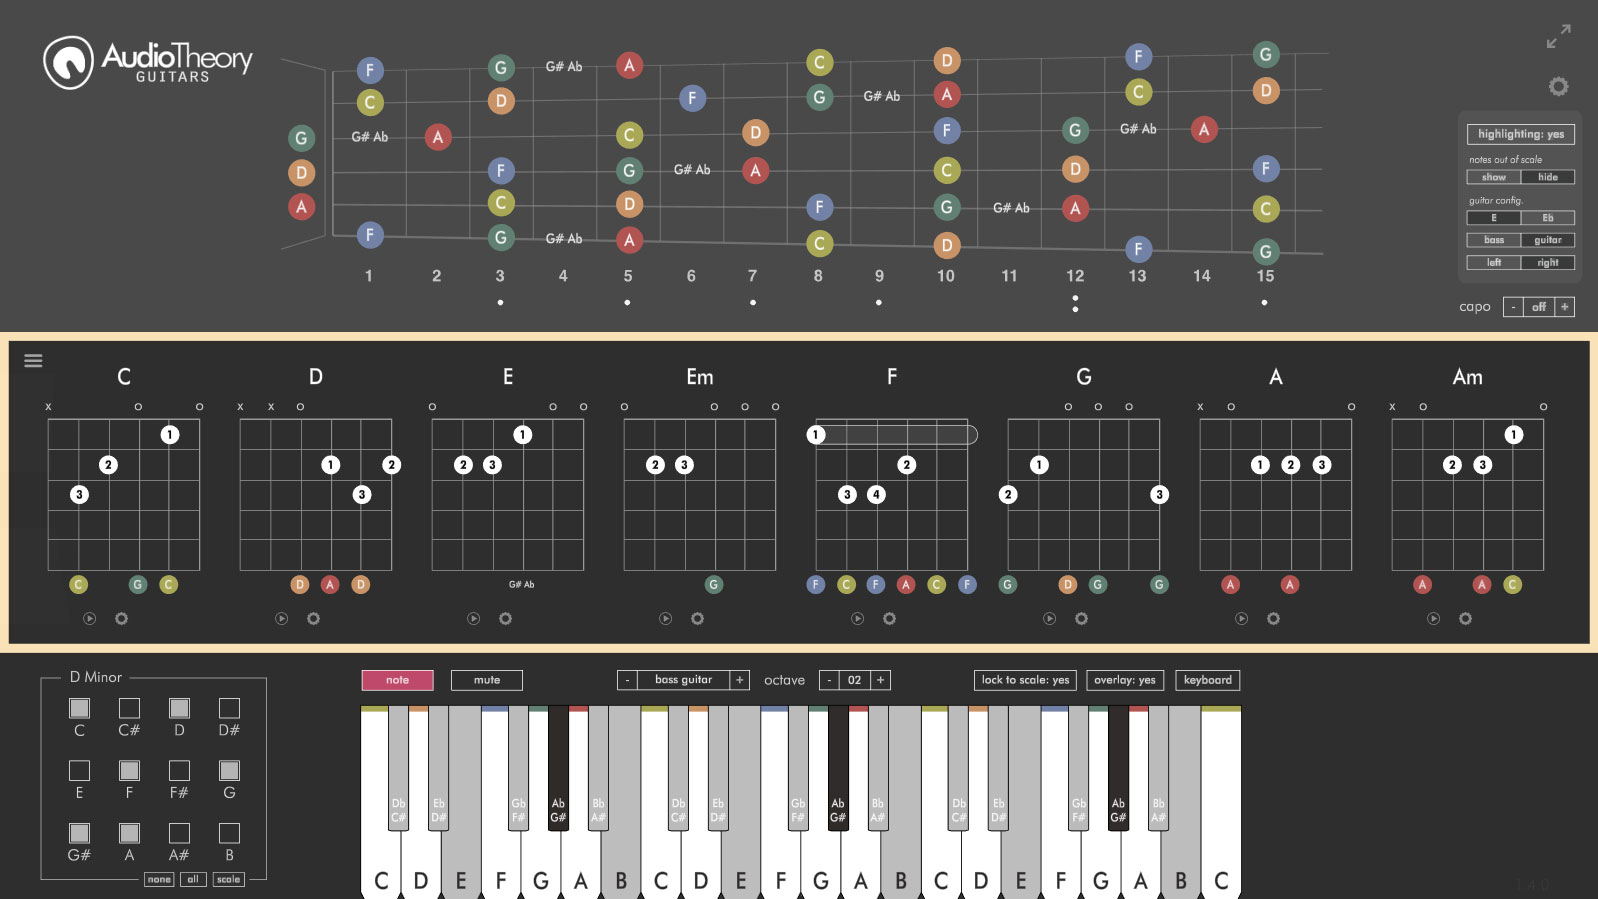 AudioTheory
GUITARS
F G G# Ab A C D F G
C D F G G# Ab A C D
G G# Ab A C D F G G# Ab A
D F G G# Ab A C D F
A C D F G G# Ab A C
F G G# Ab A C D F G
1 2 3 4 5 6 7 8 9 10 11 12 13 14 15
highlighting: yes
notes out of scale
show hide
guitar config.
E Eb
bass guitar
left right
capo - off +
C D E Em F G A Am
x o o x x o o o o o o o o o o o x o o x o o
1 1 1 1
2 1 2 2 3 2 3 2 1 1 2 3 2 3
3 3 3 4 2 3
C G C D A D G# Ab G F C F A C F G D G G A A A A C
D Minor
C C# D D#
E F F# G
G# A A# B
none all scale
note mute - bass guitar + octave - 02 + lock to scale: yes overlay: yes keyboard
Db Eb Gb Ab Bb Db Eb Gb Ab Bb Db Eb Gb Ab Bb
C# D# F# G# A# C# D# F# G# A# C# D# F# G# A#
C D E F G A B C D E F G A B C D E F G A B C
1.4.0